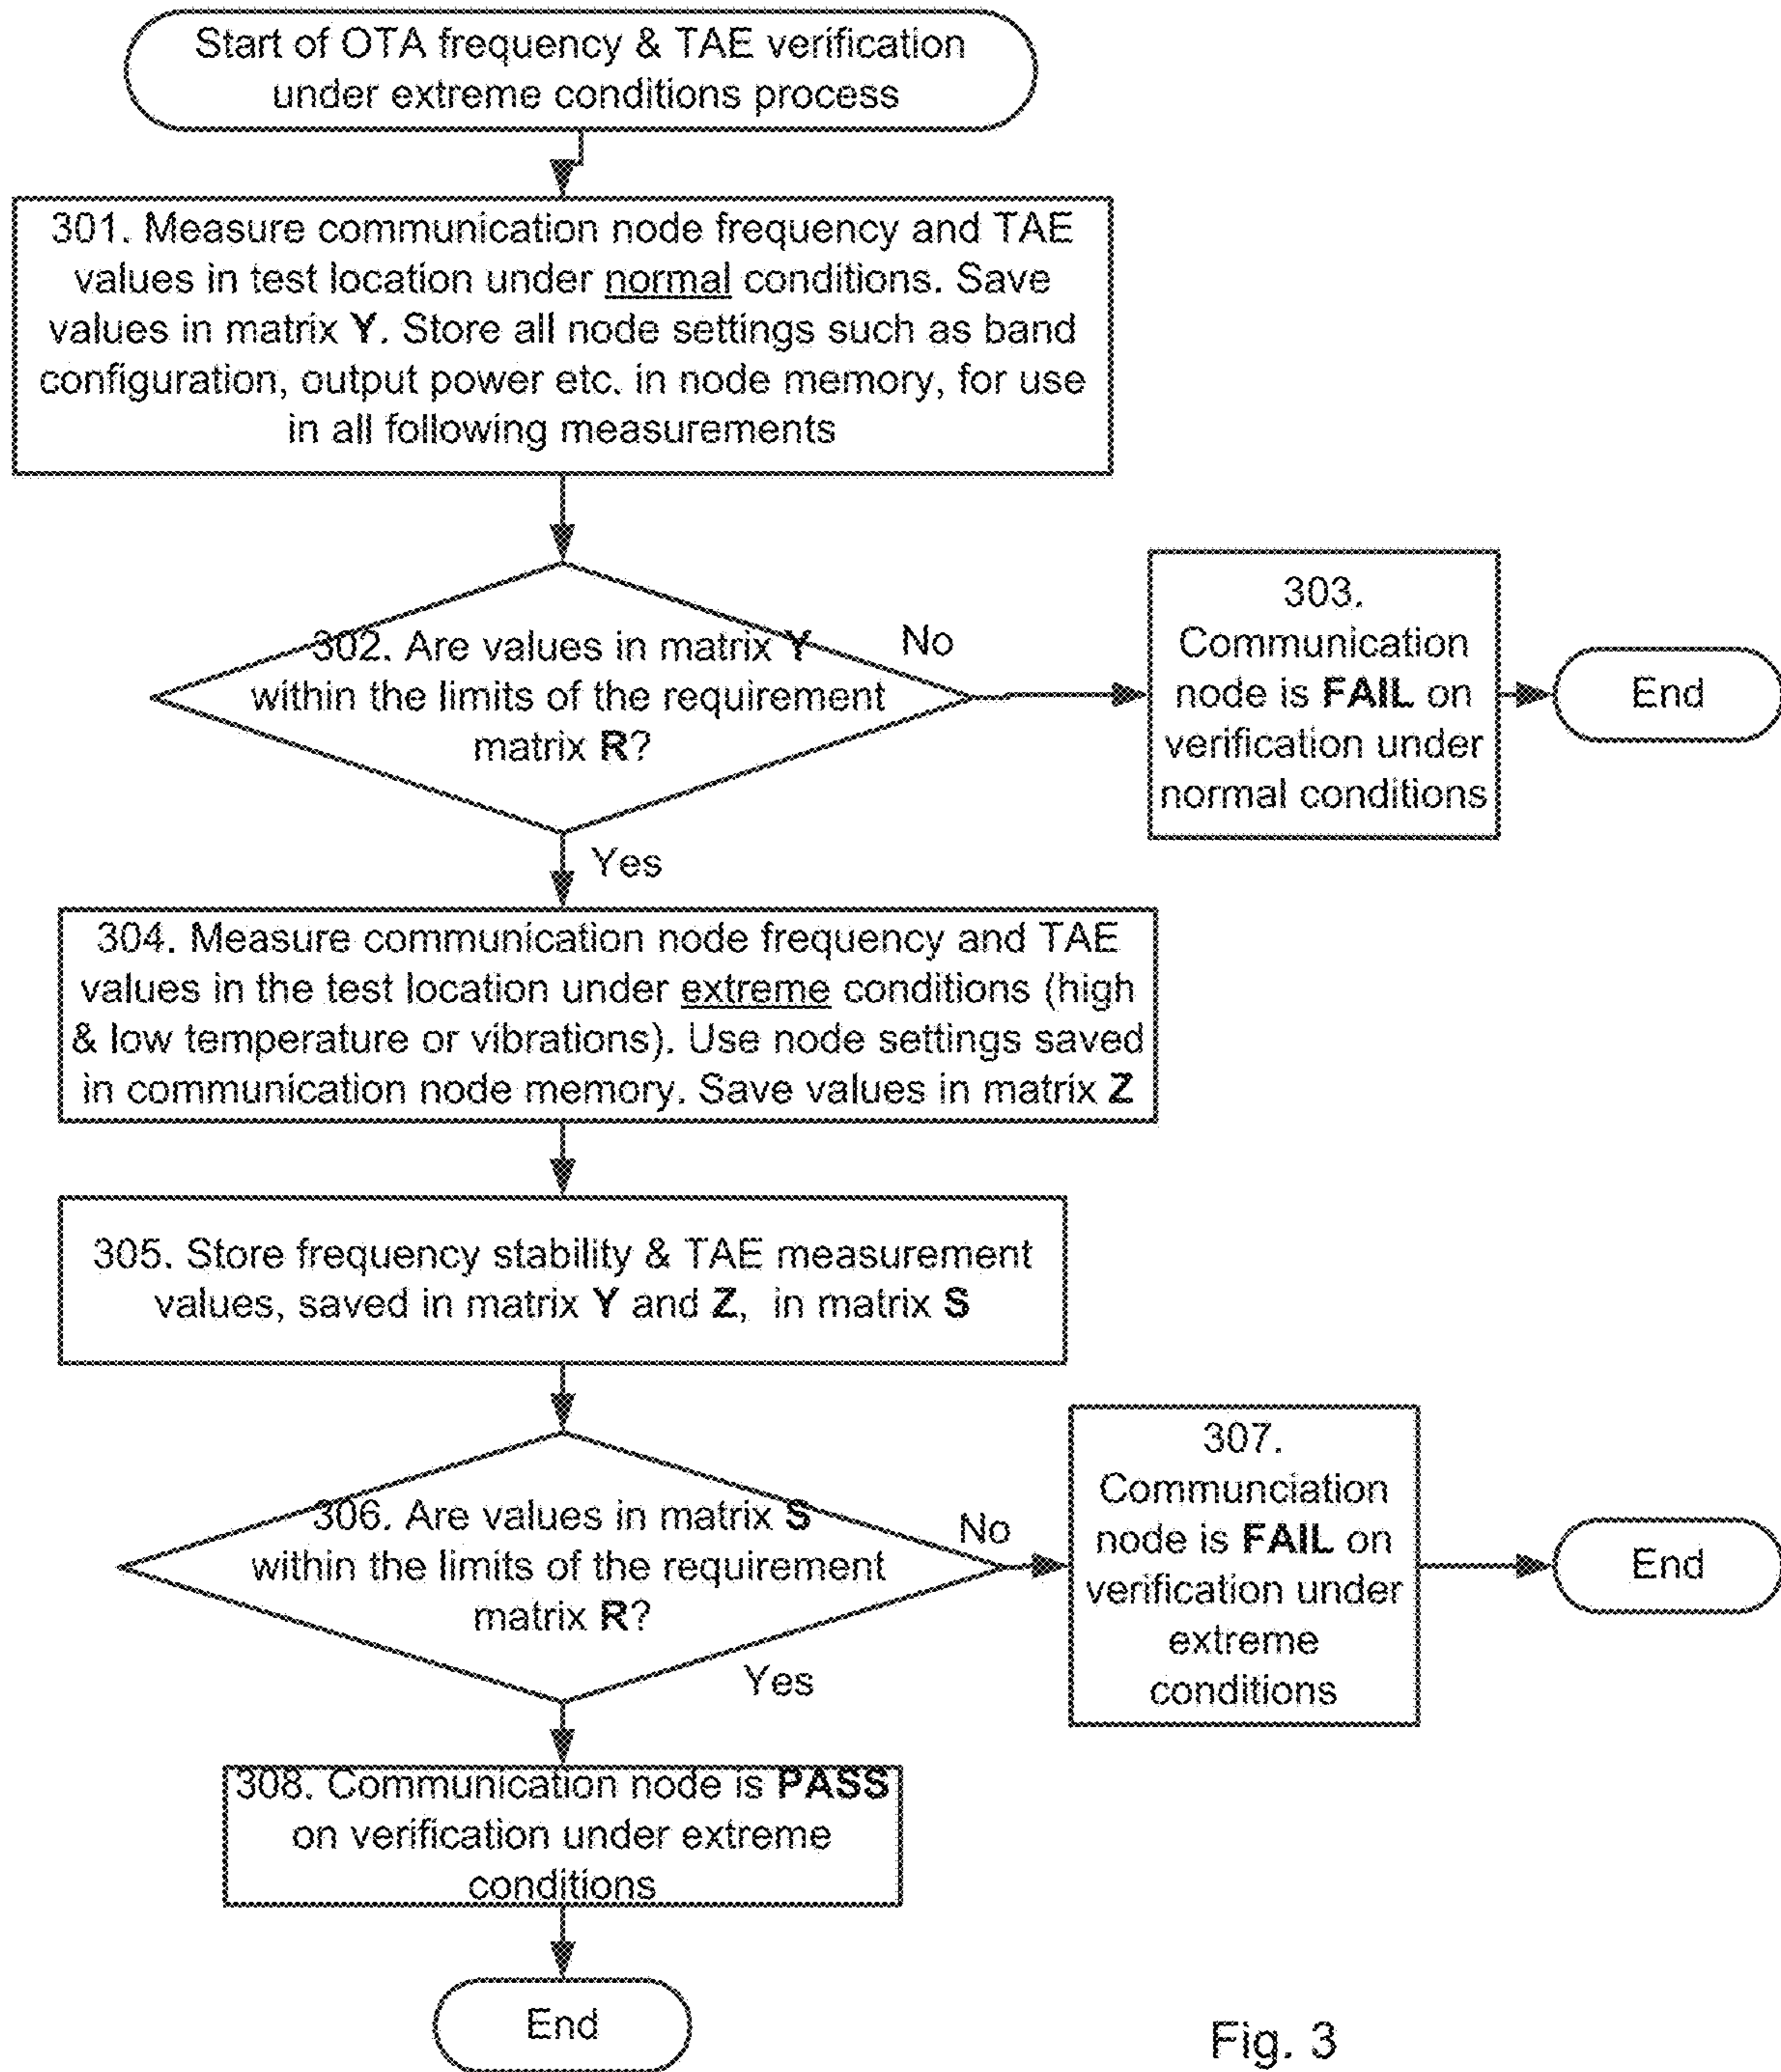 Start of OTA frequency & TAE verification
under extreme conditions process
301. Measure communication node frequency and TAE
values in test location under normal conditions. Save
values in matrix Y. Store all node settings such as band
configuration, output power etc. in node memory, for use
in all following measurements
302. Are values in matrix Y
within the limits of the requirement
matrix R?
No
303.
Communication
node is FAIL on
verification under
normal conditions
End
Yes
304. Measure communication node frequency and TAE
values in the test location under extreme conditions (high
& low temperature or vibrations). Use node settings saved
in communication node memory. Save values in matrix Z
305. Store frequency stability & TAE measurement
values, saved in matrix Y and Z, in matrix S
306. Are values in matrix S
within the limits of the requirement
matrix R?
No
307.
Communciation
node is FAIL on
verification under
extreme
conditions
End
Yes
308. Communication node is PASS
on verification under extreme
conditions
End
Fig. 3